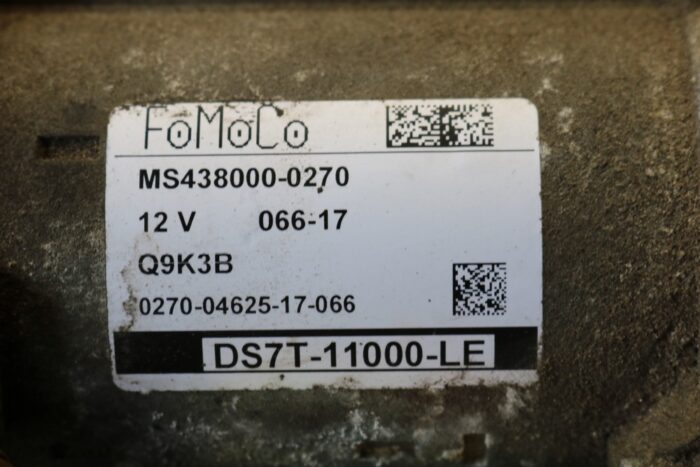 FoMoCo
MS438000-0270
12 V 066-17
Q9K3B
0270-04625-17-066
DS7T-11000-LE